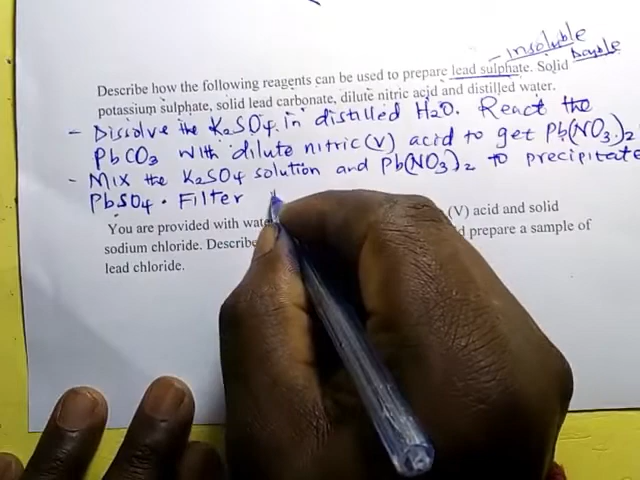 insoluble
Describe how the following reagents can be used to prepare lead sulphate. Solid
potassium sulphate, solid lead carbonate, dilute nitric acid and distilled water.
- Dissolve the K₂SO₄ in distilled H₂O. React the
PbCO₃ with dilute nitric (V) acid to get Pb(NO₃)₂
- Mix the K₂SO₄ solution and Pb(NO₃)₂ to precipitate
PbSO₄. Filter
You are provided with (V) acid and solid
sodium chloride. prepare a sample of
lead chloride.